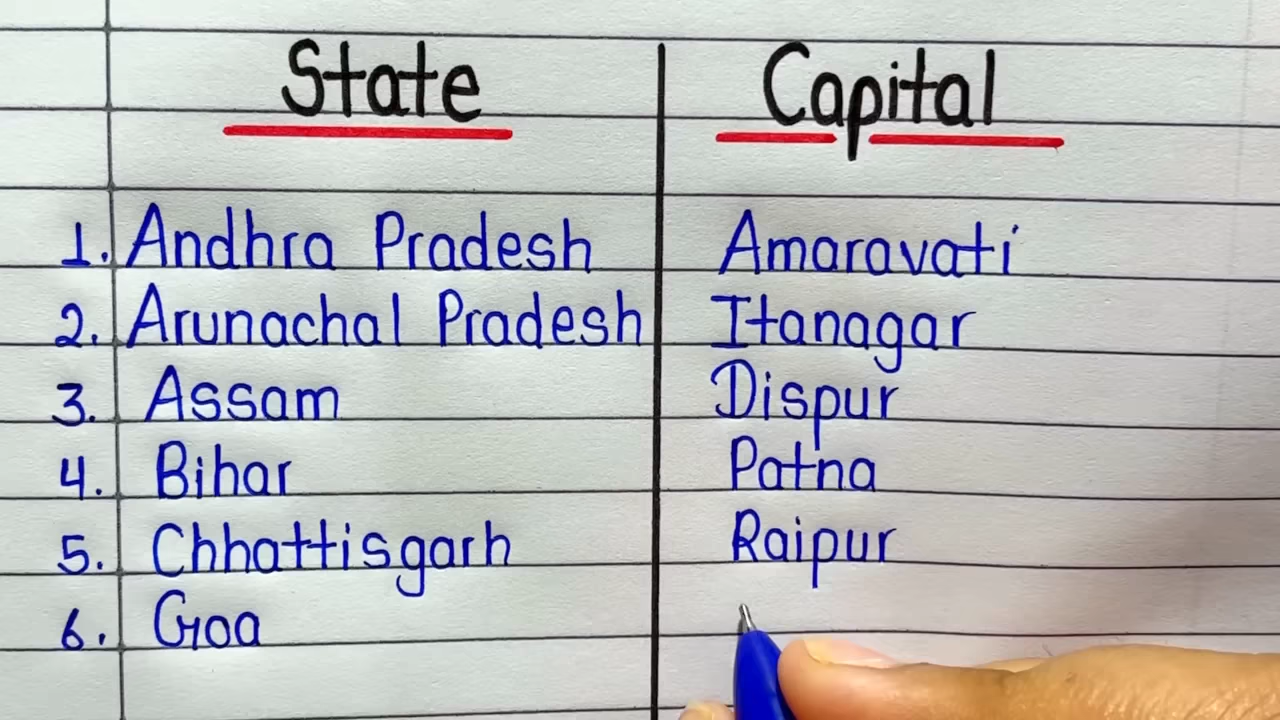 State Capital
1. Andhra Pradesh Amaravati
2. Arunachal Pradesh Itanagar
3. Assam Dispur
4. Bihar Patna
5. Chhattisgarh Raipur
6. Goa